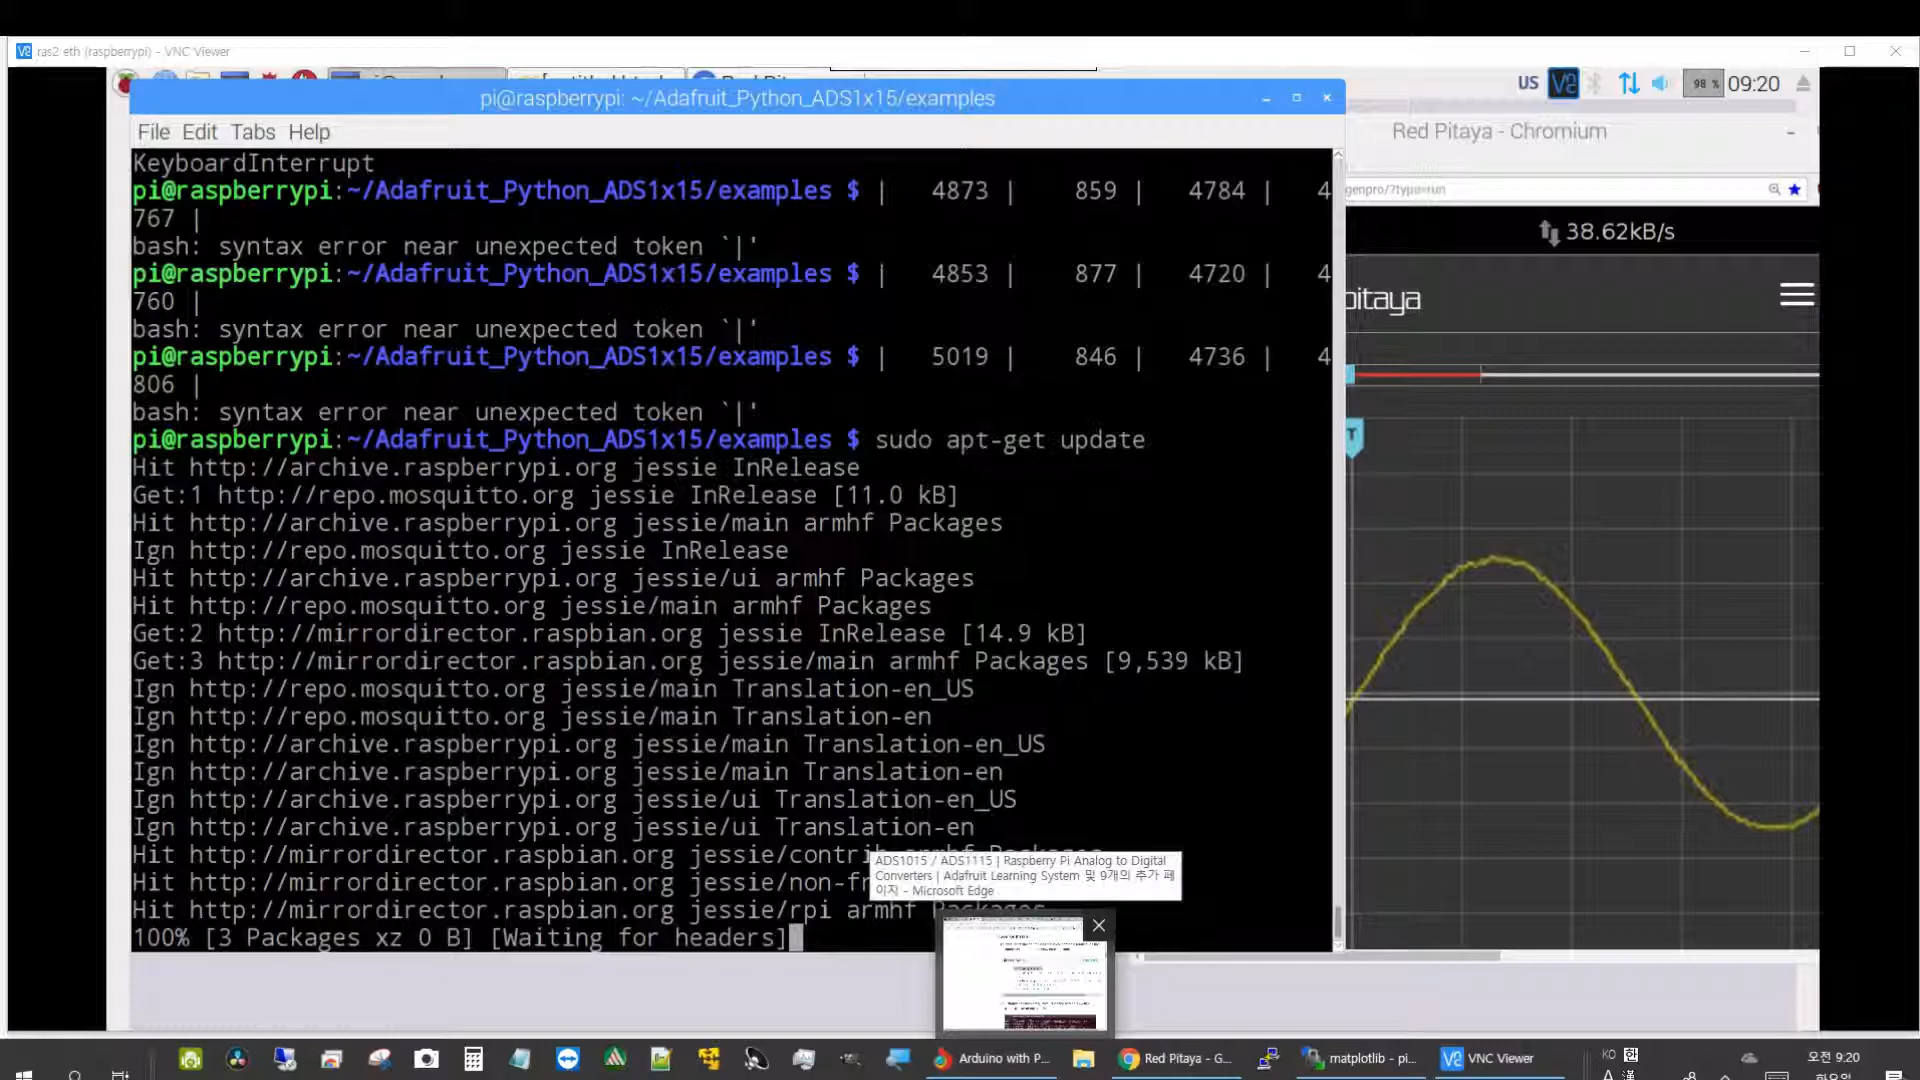 ras2 eth (raspberrypi) - VNC Viewer
US
98 %
09:20
pi@raspberrypi: ~/Adafruit_Python_ADS1x15/examples
File Edit Tabs Help
Red Pitaya - Chromium
genpro/?type=run
38.62kB/s
pitaya
T
KeyboardInterrupt
pi@raspberrypi:~/Adafruit_Python_ADS1x15/examples $ |   4873 |    859 |   4784 |   4
767 |
bash: syntax error near unexpected token `|'
pi@raspberrypi:~/Adafruit_Python_ADS1x15/examples $ |   4853 |    877 |   4720 |   4
760 |
bash: syntax error near unexpected token `|'
pi@raspberrypi:~/Adafruit_Python_ADS1x15/examples $ |   5019 |    846 |   4736 |   4
806 |
bash: syntax error near unexpected token `|'
pi@raspberrypi:~/Adafruit_Python_ADS1x15/examples $ sudo apt-get update
Hit http://archive.raspberrypi.org jessie InRelease
Get:1 http://repo.mosquitto.org jessie InRelease [11.0 kB]
Hit http://archive.raspberrypi.org jessie/main armhf Packages
Ign http://repo.mosquitto.org jessie InRelease
Hit http://archive.raspberrypi.org jessie/ui armhf Packages
Hit http://repo.mosquitto.org jessie/main armhf Packages
Get:2 http://mirrordirector.raspbian.org jessie InRelease [14.9 kB]
Get:3 http://mirrordirector.raspbian.org jessie/main armhf Packages [9,539 kB]
Ign http://repo.mosquitto.org jessie/main Translation-en_US
Ign http://repo.mosquitto.org jessie/main Translation-en
Ign http://archive.raspberrypi.org jessie/main Translation-en_US
Ign http://archive.raspberrypi.org jessie/main Translation-en
Ign http://archive.raspberrypi.org jessie/ui Translation-en_US
Ign http://archive.raspberrypi.org jessie/ui Translation-en
Hit http://mirrordirector.raspbian.org jessie/contrib armhf Packages
Hit http://mirrordirector.raspbian.org jessie/non-fr
Hit http://mirrordirector.raspbian.org jessie/rpi armhf Packages
100% [3 Packages xz 0 B] [Waiting for headers]
ADS1015 / ADS1115 | Raspberry Pi Analog to Digital
Converters | Adafruit Learning System 및 9개의 추가 페
이지 - Microsoft Edge
Arduino with P...
Red Pitaya - G...
matplotlib - pi...
VNC Viewer
KO 한
A 漢
오전 9:20
화요일